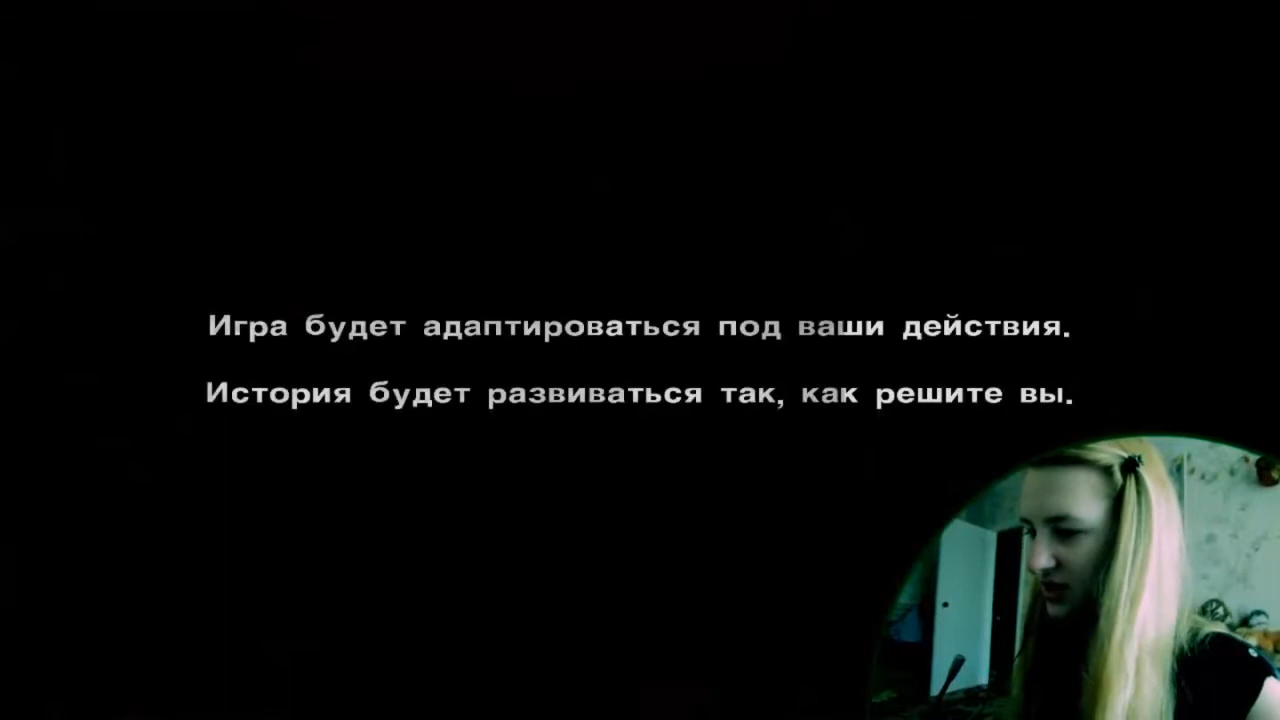 Игра будет адаптироваться под ваши действия.
История будет развиваться так, как решите вы.